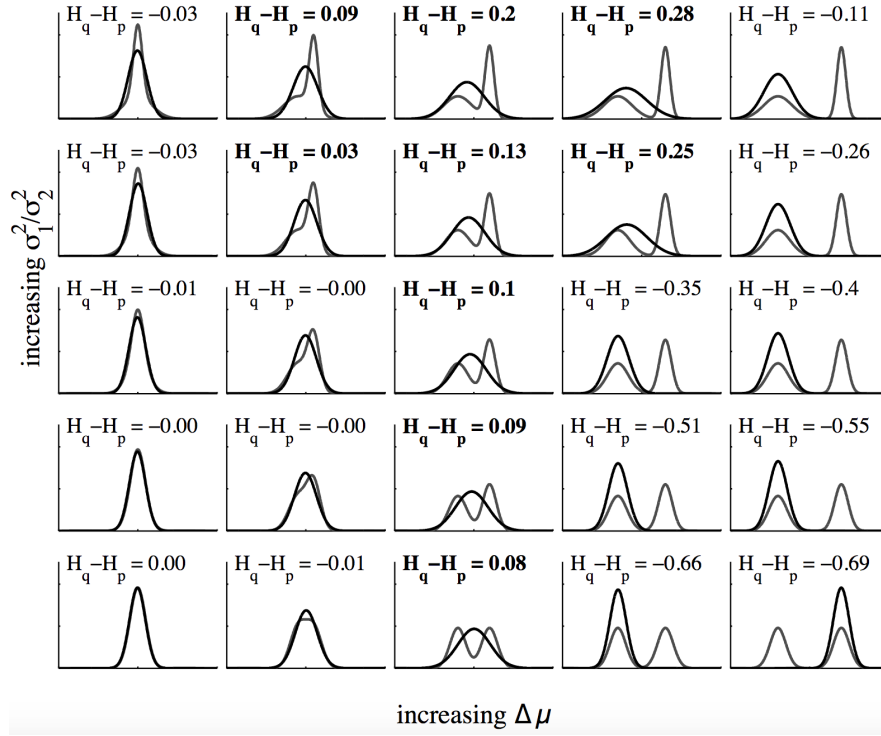 H_q–H_p = –0.03
H_q–H_p = 0.09
H_q–H_p = 0.2
H_q–H_p = 0.28
H_q–H_p = –0.11
H_q–H_p = –0.03
H_q–H_p = 0.03
H_q–H_p = 0.13
H_q–H_p = 0.25
H_q–H_p = –0.26
increasing σ₁²/σ₂²
H_q–H_p = –0.01
H_q–H_p = –0.00
H_q–H_p = 0.1
H_q–H_p = –0.35
H_q–H_p = –0.4
H_q–H_p = –0.00
H_q–H_p = –0.00
H_q–H_p = 0.09
H_q–H_p = –0.51
H_q–H_p = –0.55
H_q–H_p = 0.00
H_q–H_p = –0.01
H_q–H_p = 0.08
H_q–H_p = –0.66
H_q–H_p = –0.69
increasing Δμ